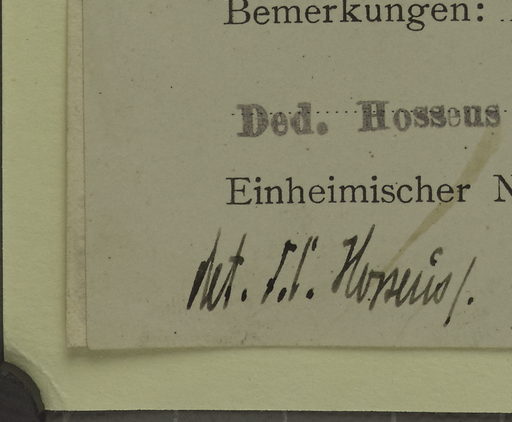 Bemerkungen:
Ded. Hosseus
Einheimischer N
det. Hosseus